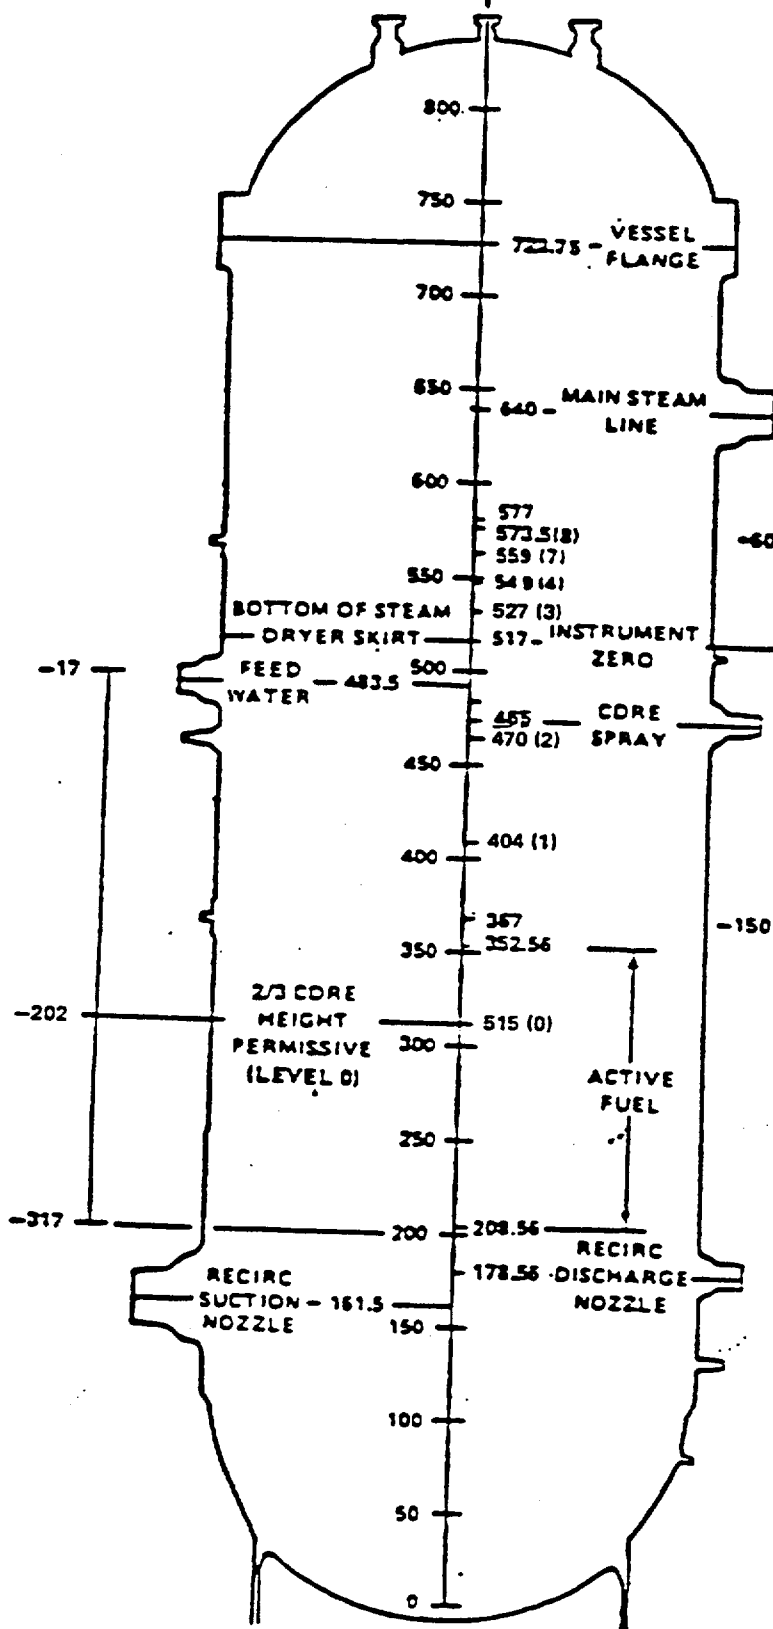 800.
750
722.75 - VESSEL
FLANGE
700
650
640 - MAIN STEAM
LINE
600
577
573.5 (8)
559 (7)
550
549 (4)
527 (3)
BOTTOM OF STEAM
DRYER SKIRT
517 - INSTRUMENT
ZERO
-17
500
FEED
WATER
- 483.5
465
CORE
SPRAY
470 (2)
450
404 (1)
400
367
-150
352.56
350
2/3 CORE
HEIGHT
PERMISSIVE
(LEVEL 0)
-202
515 (0)
300
ACTIVE
FUEL
250
-317
200
208.56
RECIRC
DISCHARGE
NOZZLE
178.56
RECIRC
SUCTION
NOZZLE
- 161.5
150
100
50
0